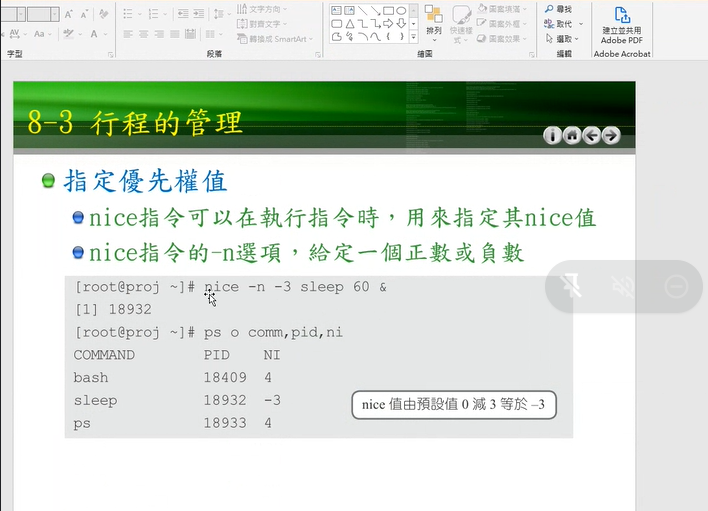 文字方向
對齊文字
轉換成 SmartArt
排列
快速樣式
圖案填滿
圖案外框
圖案效果
尋找
取代
選取
建立並共用
Adobe PDF
字型
段落
繪圖
編輯
Adobe Acrobat
8-3 行程的管理
指定優先權值
nice指令可以在執行指令時，用來指定其nice值
nice指令的-n選項，給定一個正數或負數
[root@proj ~]# nice -n -3 sleep 60 &
[1] 18932
[root@proj ~]# ps o comm,pid,ni
COMMAND PID NI
bash 18409 4
sleep 18932 -3
ps 18933 4
nice 值由預設值 0 減 3 等於 –3